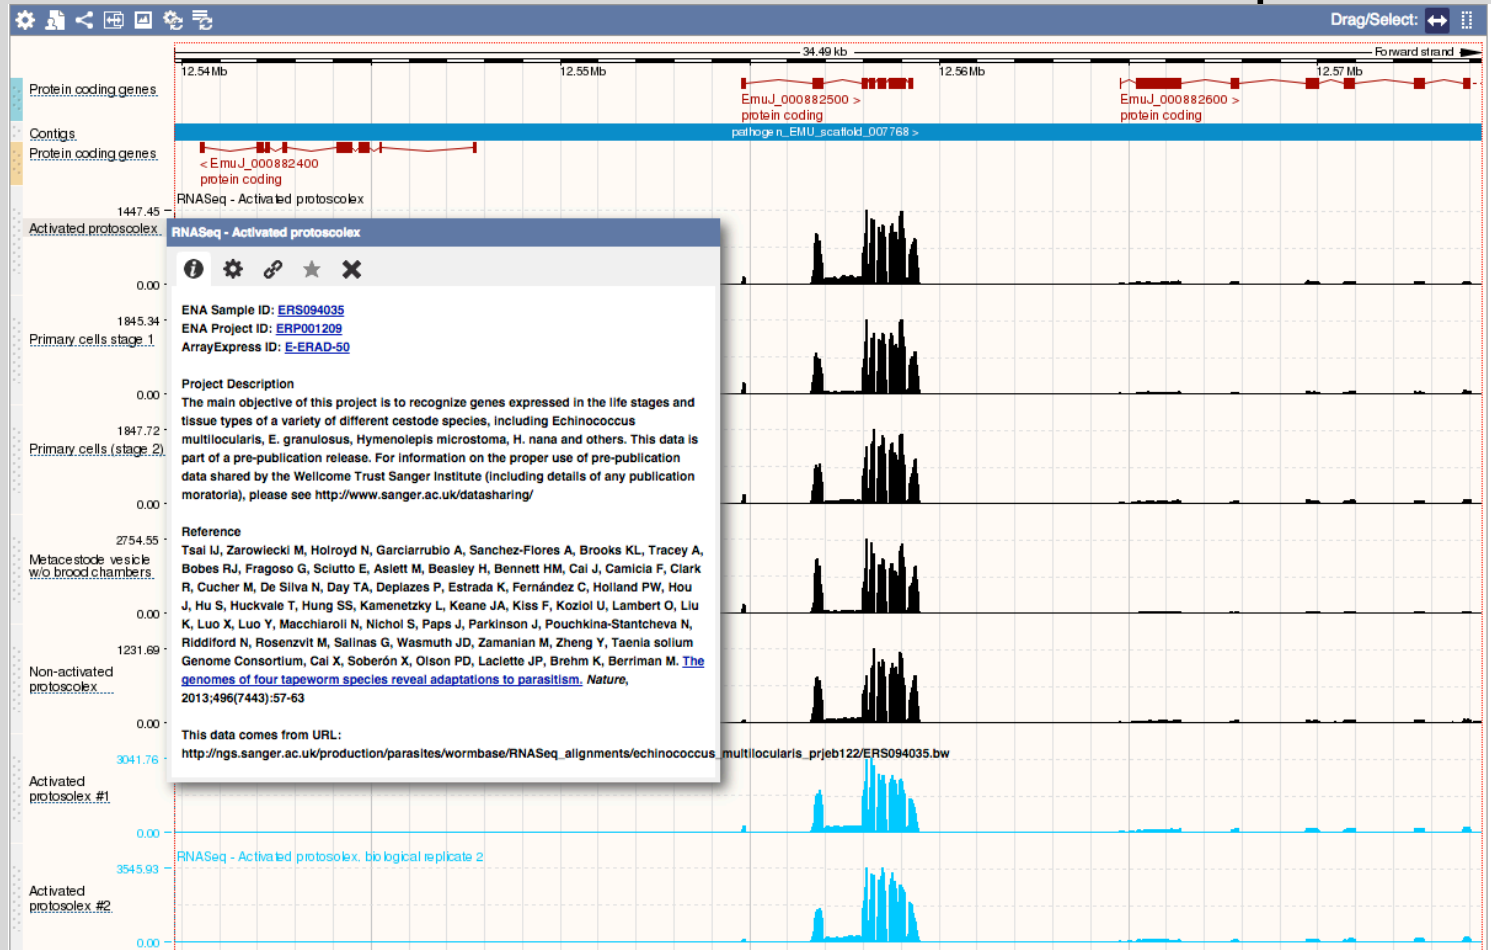 Drag/Select:
34.49 kb
Forward strand
12.54 Mb
12.55 Mb
12.56 Mb
12.57 Mb
Protein coding genes
EmuJ_000882500 >
protein coding
EmuJ_000882600 >
protein coding
Contigs
pathogen_EMU_scaffold_007768 >
Protein coding genes
< EmuJ_000882400
protein coding
RNASeq - Activated protoscolex
1447.45
Activated protoscolex
0.00
RNASeq - Activated protoscolex
ENA Sample ID: ERS094035
ENA Project ID: ERP001209
ArrayExpress ID: E-ERAD-50
Project Description
The main objective of this project is to recognize genes expressed in the life stages and
tissue types of a variety of different cestode species, including Echinococcus
multilocularis, E. granulosus, Hymenolepis microstoma, H. nana and others. This data is
part of a pre-publication release. For information on the proper use of pre-publication
data shared by the Wellcome Trust Sanger Institute (including details of any publication
moratoria), please see http://www.sanger.ac.uk/datasharing/
Reference
Tsai IJ, Zarowiecki M, Holroyd N, Garciarrubio A, Sanchez-Flores A, Brooks KL, Tracey A,
Bobes RJ, Fragoso G, Sciutto E, Aslett M, Beasley H, Bennett HM, Cai J, Camicia F, Clark
R, Cucher M, De Silva N, Day TA, Deplazes P, Estrada K, Fernández C, Holland PW, Hou
J, Hu S, Huckvale T, Hung SS, Kamenetzky L, Keane JA, Kiss F, Koziol U, Lambert O, Liu
K, Luo X, Luo Y, Macchiaroli N, Nichol S, Paps J, Parkinson J, Pouchkina-Stantcheva N,
Riddiford N, Rosenzvit M, Salinas G, Wasmuth JD, Zamanian M, Zheng Y, Taenia solium
Genome Consortium, Cai X, Soberón X, Olson PD, Laclette JP, Brehm K, Berriman M. The
genomes of four tapeworm species reveal adaptations to parasitism. Nature,
2013;496(7443):57-63
This data comes from URL:
http://ngs.sanger.ac.uk/production/parasites/wormbase/RNASeq_alignments/echinococcus_multilocularis_prjeb122/ERS094035.bw
1845.34
Primary cells stage 1
0.00
1847.72
Primary cells (stage 2)
0.00
2754.55
Metacestode vesicle
w/o brood chambers
0.00
1231.69
Non-activated
protoscolex
0.00
3041.76
Activated
protosolex #1
0.00
RNASeq - Activated protosolex, biological replicate 2
3545.93
Activated
protosolex #2
0.00